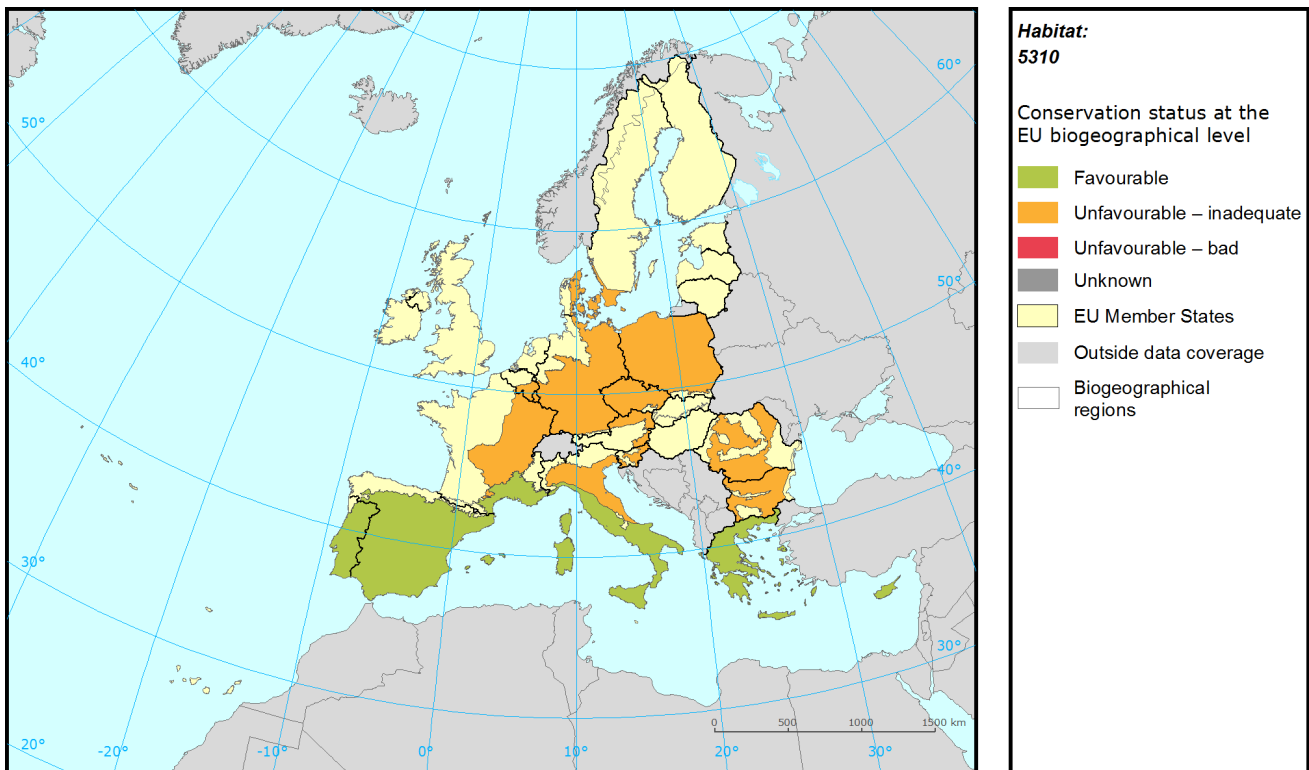 Habitat:
5310
Conservation status at the
EU biogeographical level
Favourable
Unfavourable – inadequate
Unfavourable – bad
Unknown
EU Member States
Outside data coverage
Biogeographical
regions
60°
50°
50°
40°
40°
30°
30°
0 500 1000 1500 km
20° -20° -10° 0° 10° 20° 30°